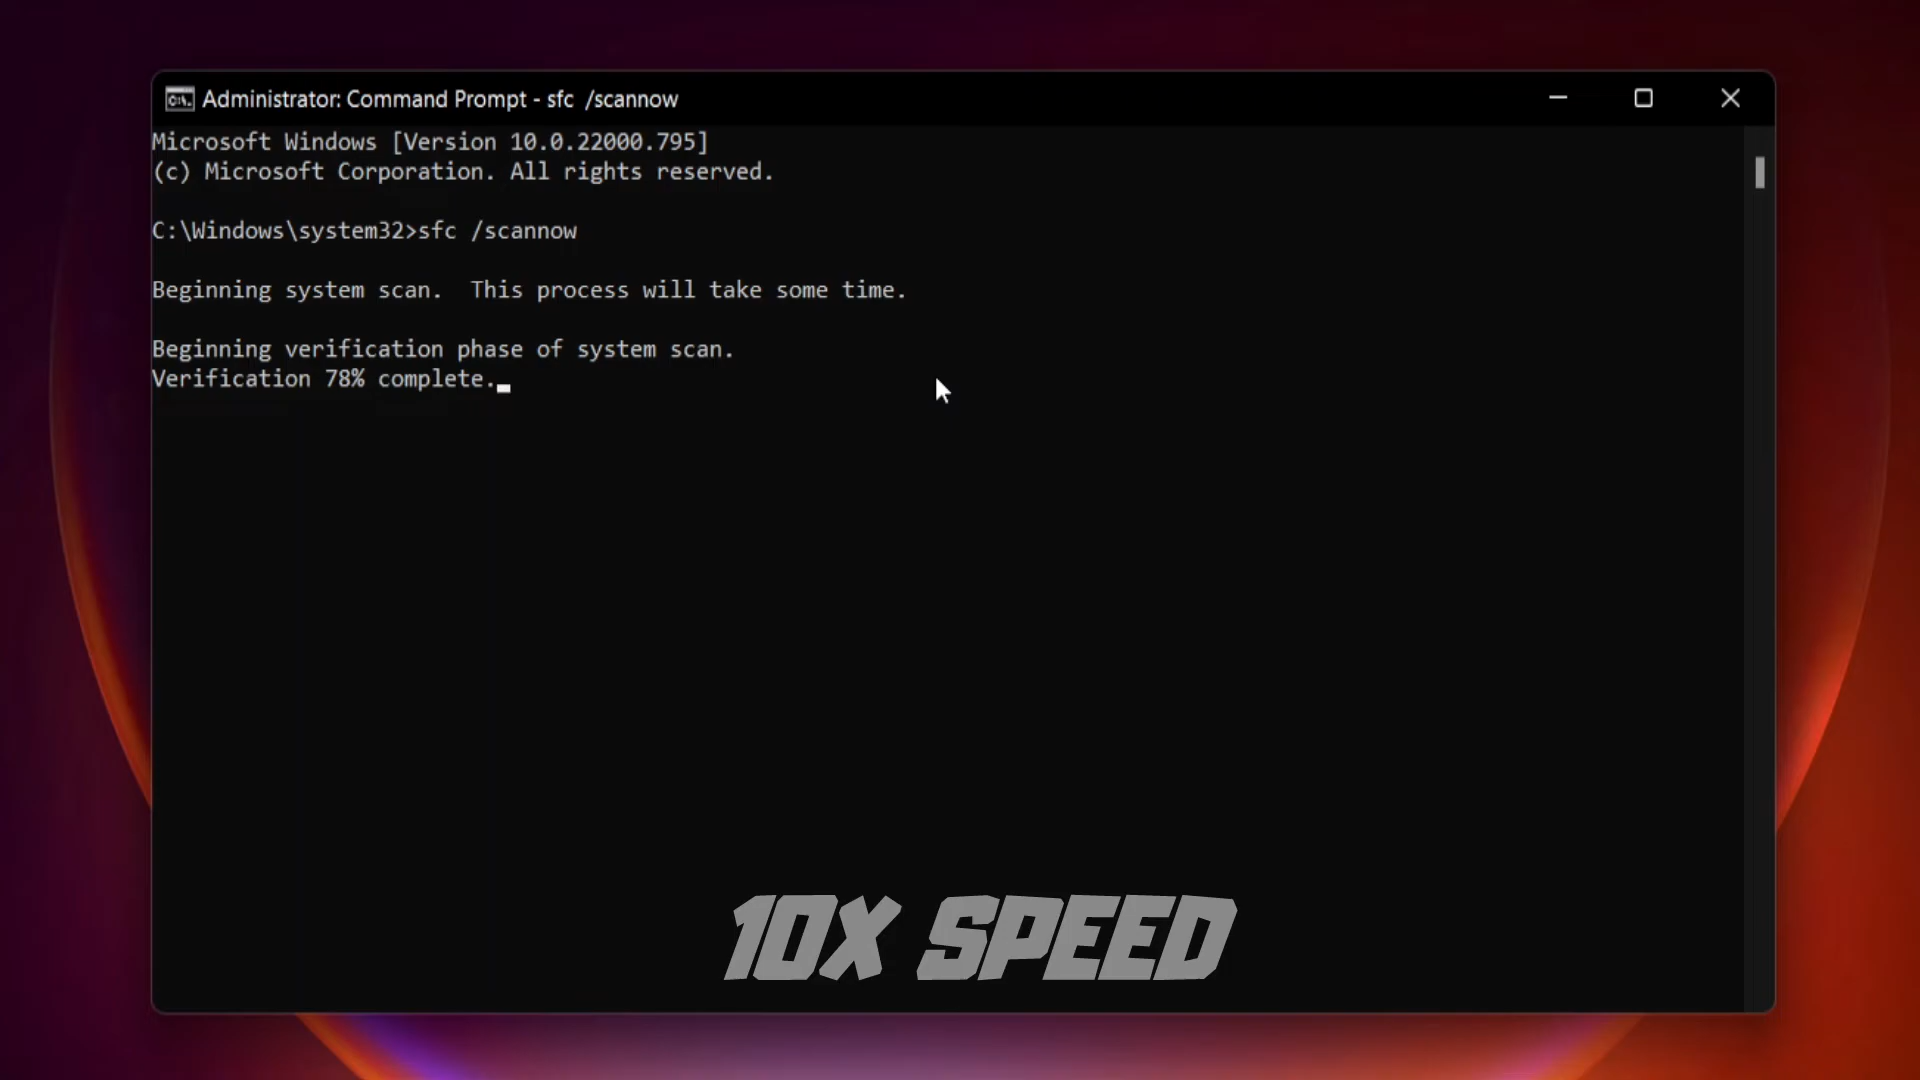 Administrator: Command Prompt - sfc  /scannow
Microsoft Windows [Version 10.0.22000.795]
(c) Microsoft Corporation. All rights reserved.
C:\Windows\system32>sfc /scannow
Beginning system scan.  This process will take some time.
Beginning verification phase of system scan.
Verification 78% complete.
10X SPEED